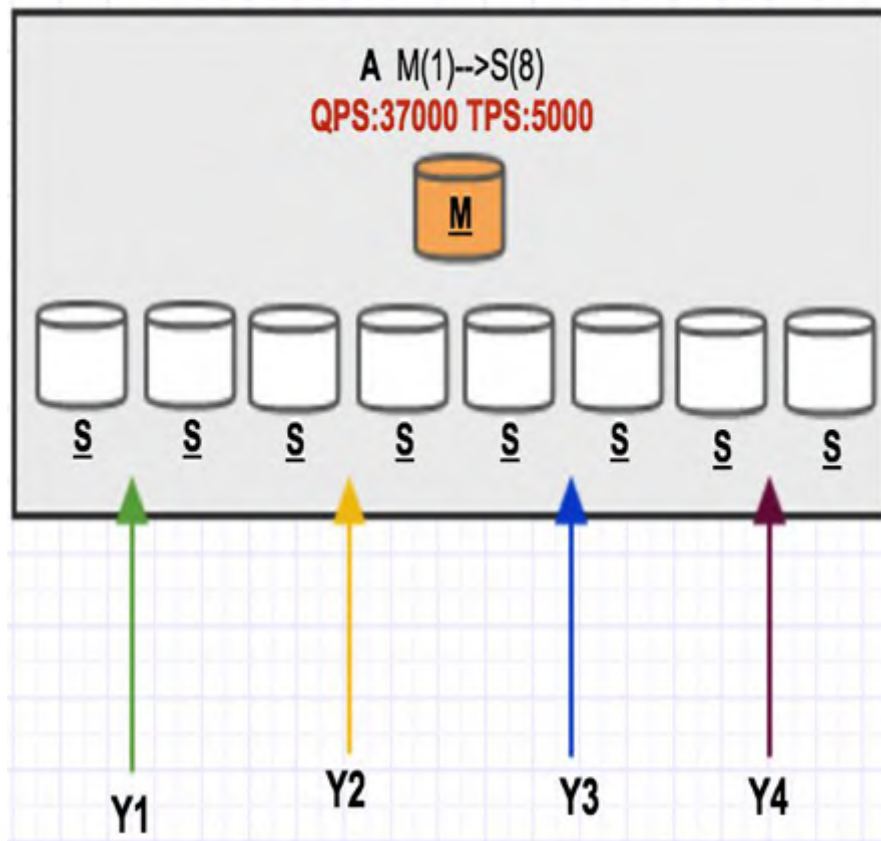 A M(1)-->S(8)
QPS:37000 TPS:5000
M
S S S S S S S S
Y1 Y2 Y3 Y4